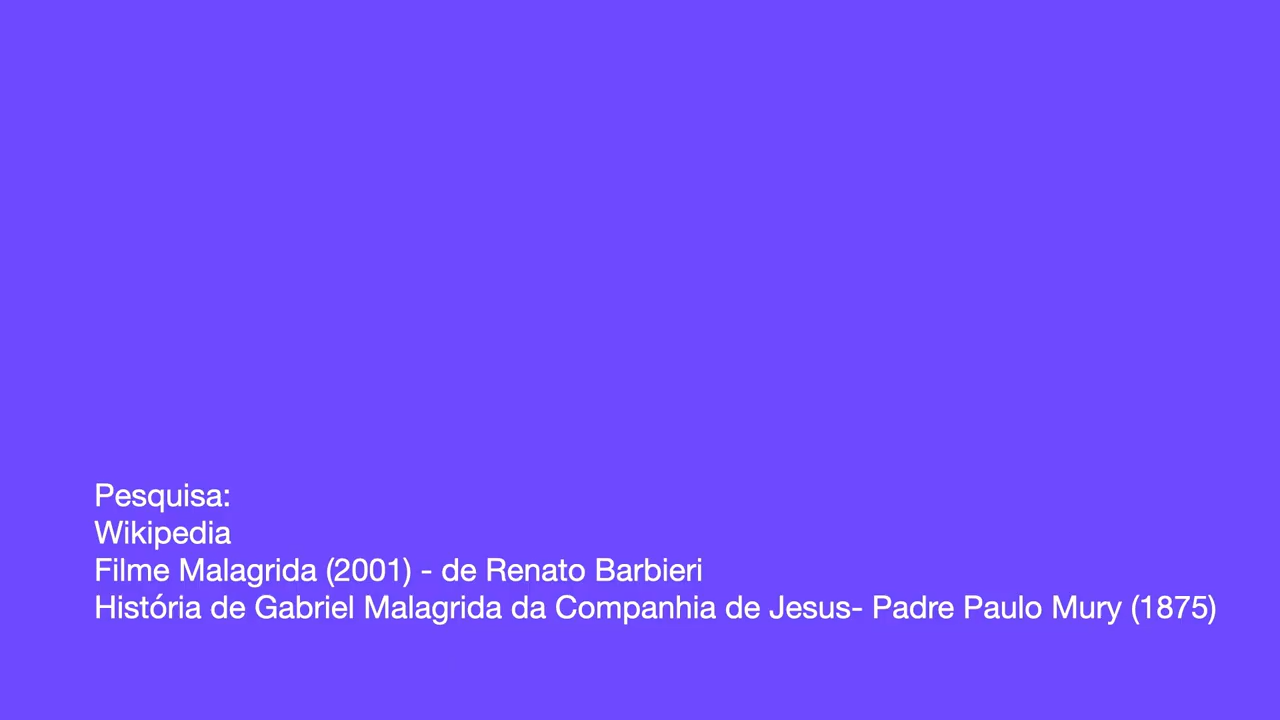 Pesquisa:
Wikipedia
Filme Malagrida (2001) - de Renato Barbieri
História de Gabriel Malagrida da Companhia de Jesus- Padre Paulo Mury (1875)